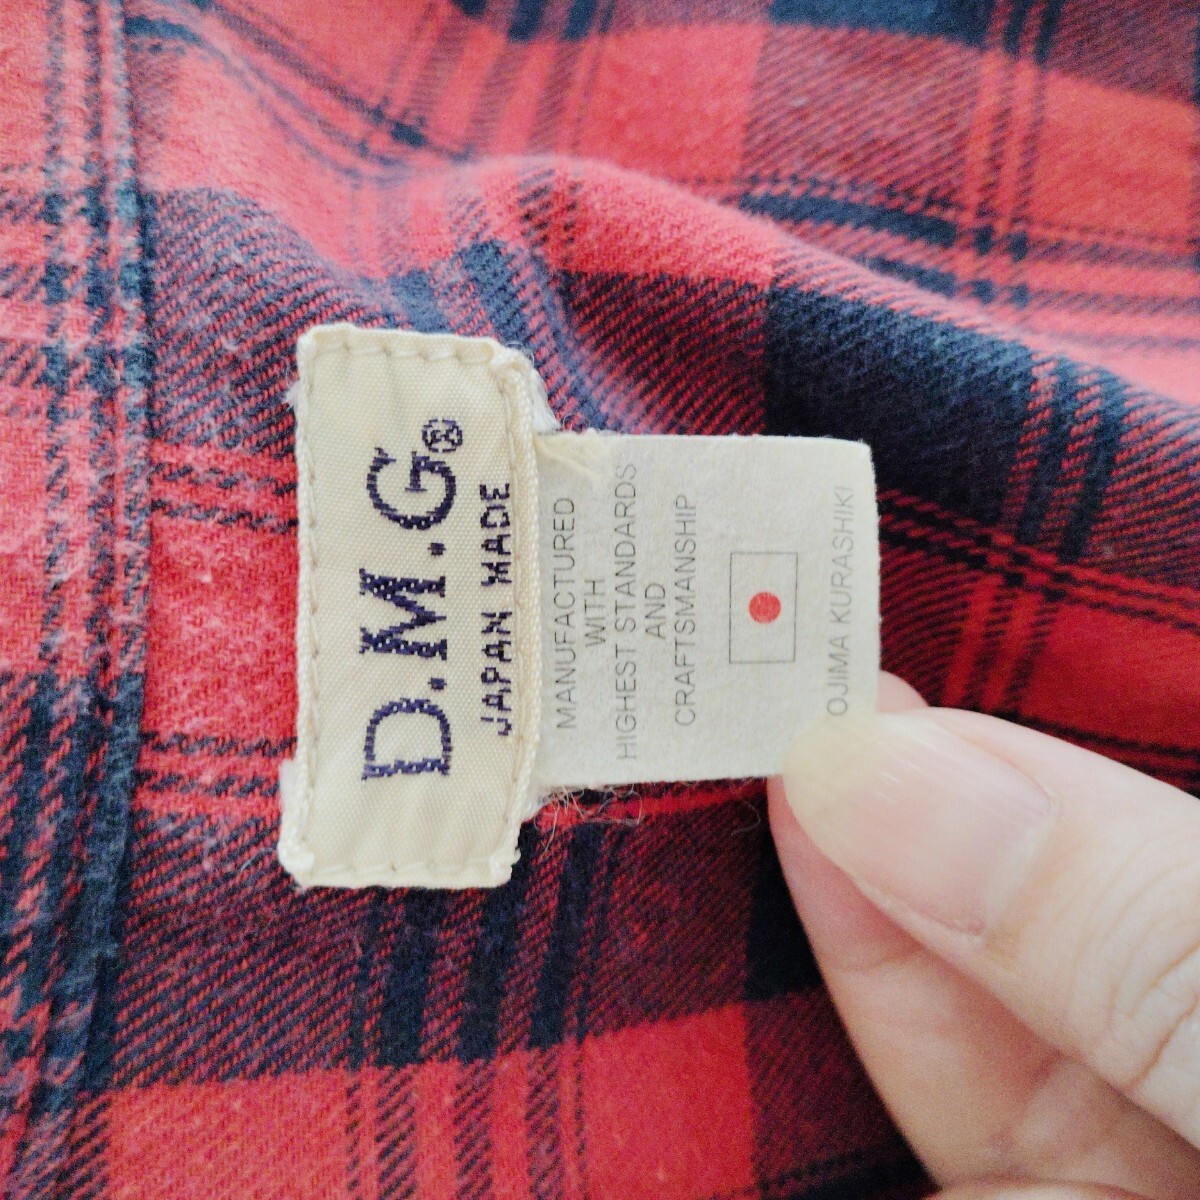 D.M.G®
JAPAN MADE
MANUFACTURED
WITH
HIGHEST STANDARDS
AND
CRAFTSMANSHIP
OJIMA KURASHIKI